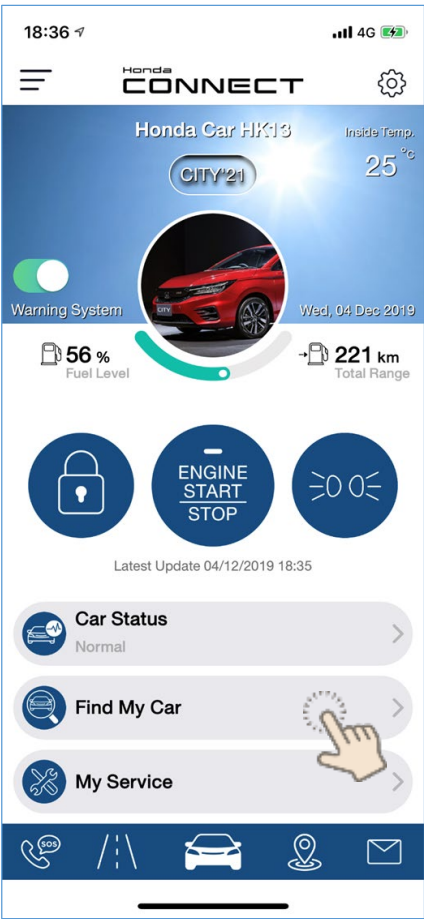 18:36
4G
Honda
CONNECT
Honda Car HK13
Inside Temp.
CITY'21
25 °C
Warning System
Wed, 04 Dec 2019
56 %
Fuel Level
221 km
Total Range
ENGINE
START
STOP
Latest Update 04/12/2019 18:35
Car Status
Normal
Find My Car
My Service
SOS